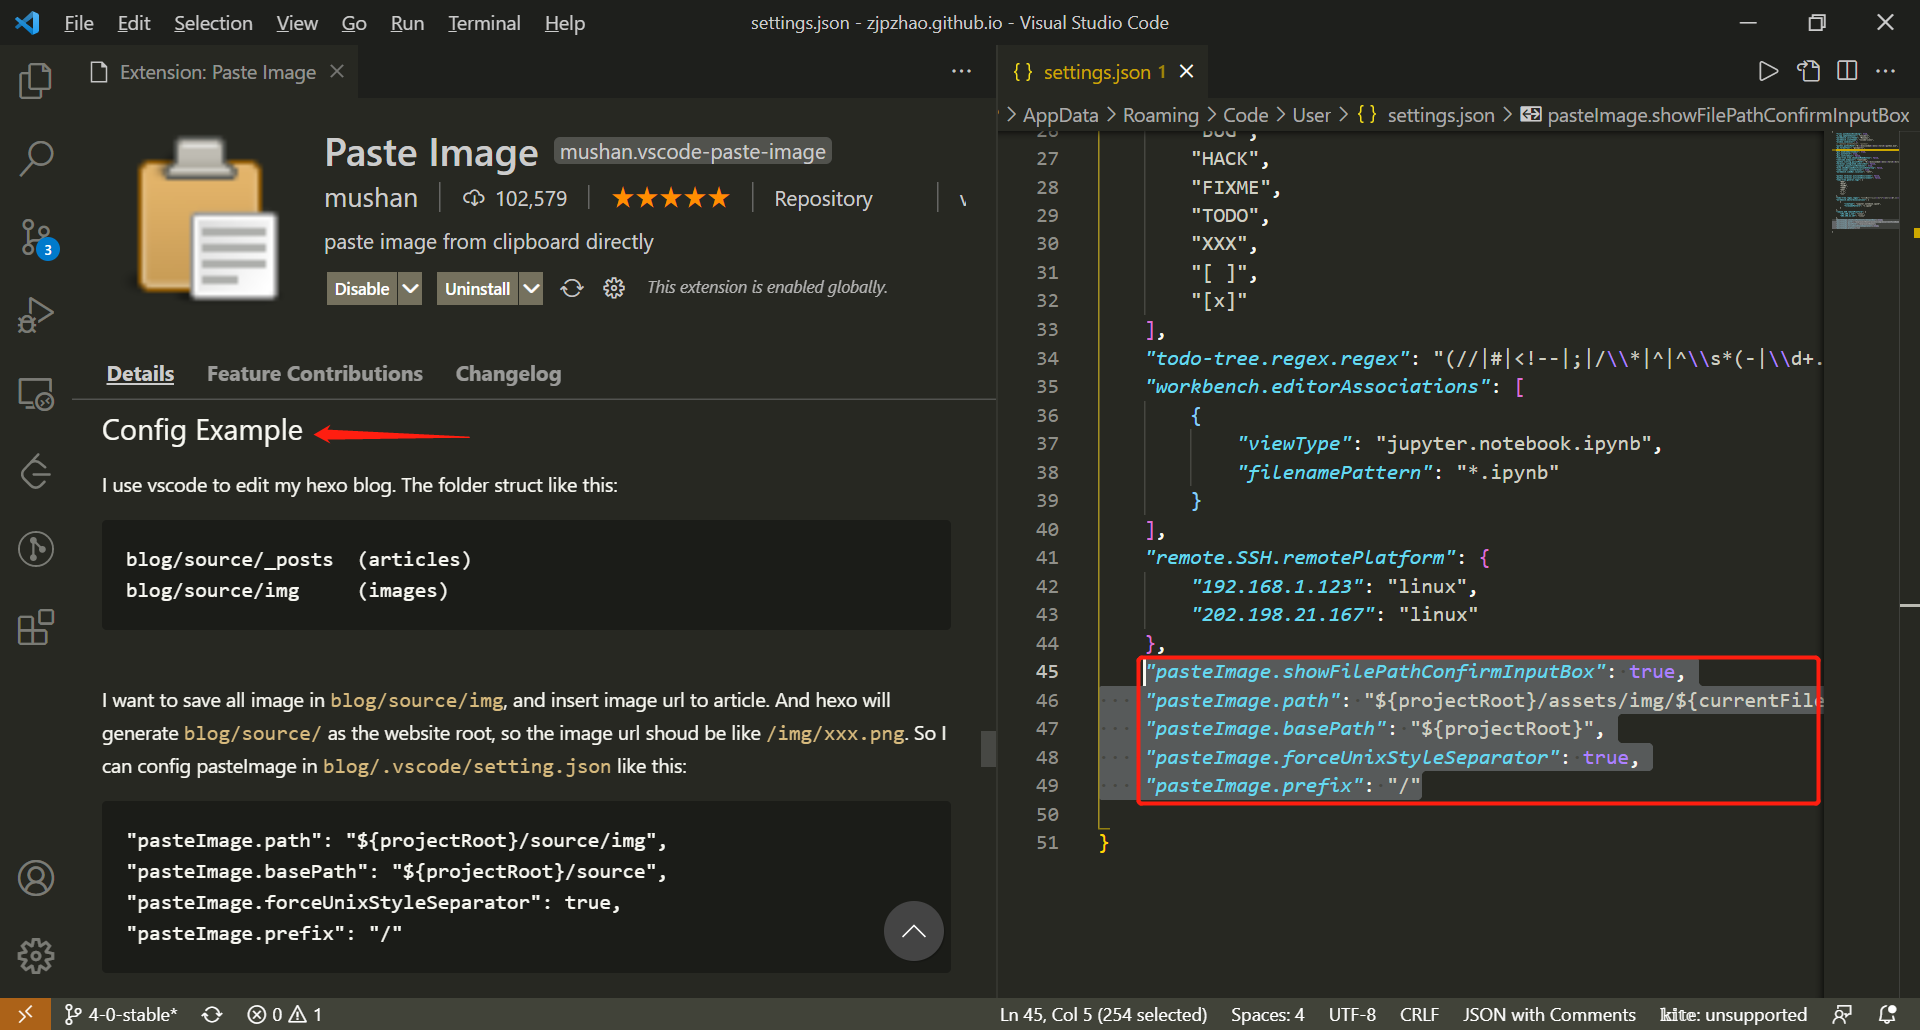 File Edit Selection View Go Run Terminal Help
settings.json - zjpzhao.github.io - Visual Studio Code
Extension: Paste Image
Paste Image mushan.vscode-paste-image
mushan 102,579 ★★★★★ Repository v
paste image from clipboard directly
Disable Uninstall This extension is enabled globally.
Details Feature Contributions Changelog
Config Example
I use vscode to edit my hexo blog. The folder struct like this:
blog/source/_posts (articles)
blog/source/img (images)
I want to save all image in blog/source/img, and insert image url to article. And hexo will
generate blog/source/ as the website root, so the image url shoud be like /img/xxx.png. So I
can config pasteImage in blog/.vscode/setting.json like this:
"pasteImage.path": "${projectRoot}/source/img",
"pasteImage.basePath": "${projectRoot}/source",
"pasteImage.forceUnixStyleSeparator": true,
"pasteImage.prefix": "/"
3
{} settings.json 1
> AppData > Roaming > Code > User > {} settings.json > pasteImage.showFilePathConfirmInputBox
26 "BUG",
27 "HACK",
28 "FIXME",
29 "TODO",
30 "XXX",
31 "[ ]",
32 "[x]"
33 ],
34 "todo-tree.regex.regex": "(//|#|<!--|;|/\\*|^|^\\s*(-|\\d+.
35 "workbench.editorAssociations": [
36 {
37 "viewType": "jupyter.notebook.ipynb",
38 "filenamePattern": "*.ipynb"
39 }
40 ],
41 "remote.SSH.remotePlatform": {
42 "192.168.1.123": "linux",
43 "202.198.21.167": "linux"
44 },
45 "pasteImage.showFilePathConfirmInputBox": true,
46 "pasteImage.path": "${projectRoot}/assets/img/${currentFile
47 "pasteImage.basePath": "${projectRoot}",
48 "pasteImage.forceUnixStyleSeparator": true,
49 "pasteImage.prefix": "/"
50
51 }
4-0-stable* 0 1 Ln 45, Col 5 (254 selected) Spaces: 4 UTF-8 CRLF JSON with Comments kite: unsupported